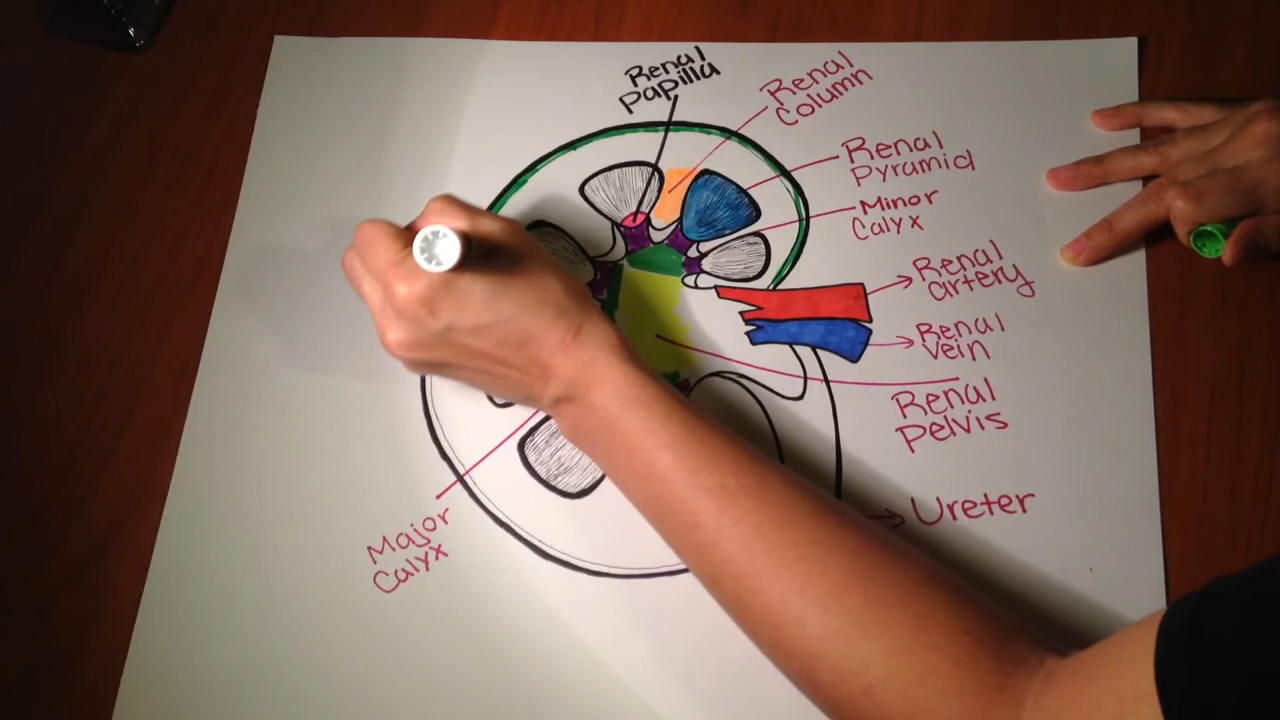 Renal
Papilla
Renal
Column
Renal
Pyramid
Minor
Calyx
Renal
artery
Renal
vein
Renal
Pelvis
Ureter
Major
Calyx